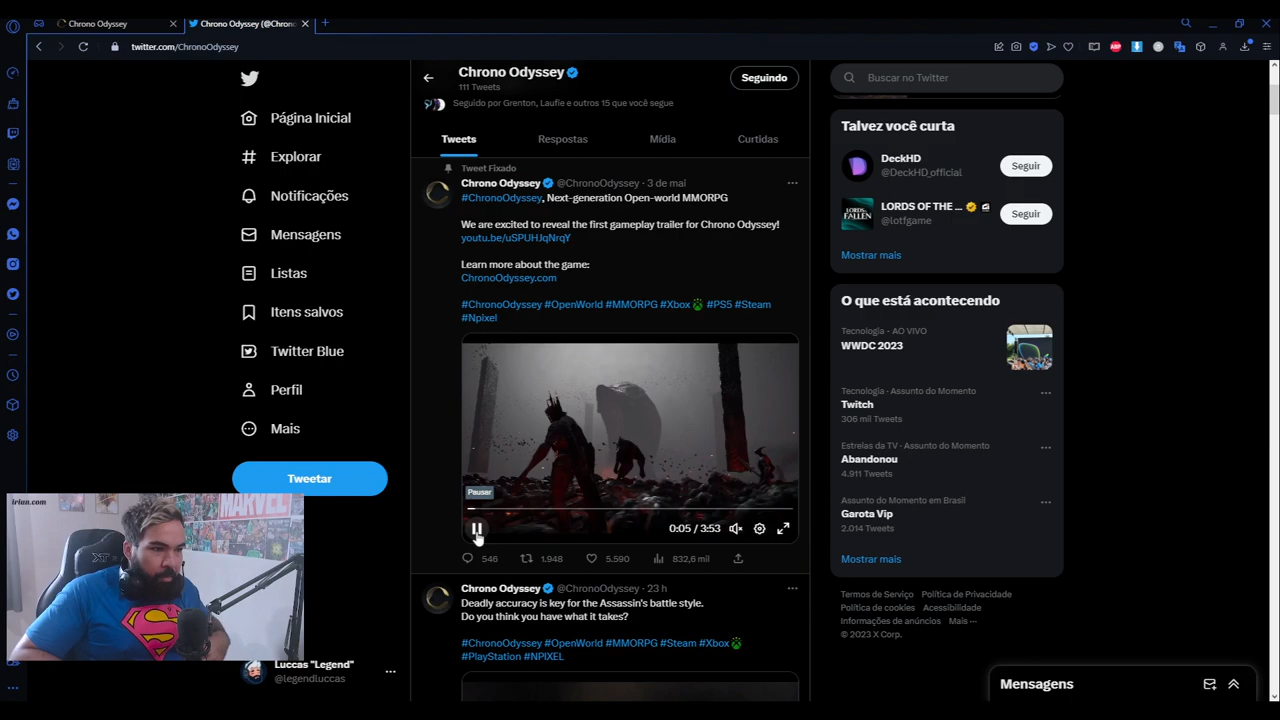 Chrono Odyssey
Chrono Odyssey (@Chrono
twitter.com/ChronoOdyssey
Página Inicial
Explorar
Notificações
Mensagens
Listas
Itens salvos
Twitter Blue
Perfil
Mais
Tweetar
irian.com
MARVEL
XT
Luccas "Legend"
@legendluccas
Chrono Odyssey
111 Tweets
Seguindo
Seguido por Grenton, Laufie e outros 15 que você segue
Tweets
Respostas
Mídia
Curtidas
Tweet Fixado
Chrono Odyssey @ChronoOdyssey · 3 de mai
#ChronoOdyssey, Next-generation Open-world MMORPG
We are excited to reveal the first gameplay trailer for Chrono Odyssey!
youtu.be/uSPUHJqNrqY
Learn more about the game:
ChronoOdyssey.com
#ChronoOdyssey #OpenWorld #MMORPG #Xbox #PS5 #Steam
#Npixel
Pausar
0:05 / 3:53
546
1.948
5.590
832,6 mil
Chrono Odyssey @ChronoOdyssey · 23 h
Deadly accuracy is key for the Assassin's battle style.
Do you think you have what it takes?
#ChronoOdyssey #OpenWorld #MMORPG #Steam #Xbox
#PlayStation #NPIXEL
Buscar no Twitter
Talvez você curta
DeckHD
@DeckHD_official
Seguir
LORDS OF THE ...
@lotfgame
Seguir
Mostrar mais
O que está acontecendo
Tecnologia · AO VIVO
WWDC 2023
Tecnologia · Assunto do Momento
Twitch
306 mil Tweets
Estrelas da TV · Assunto do Momento
Abandonou
4.911 Tweets
Assunto do Momento em Brasil
Garota Vip
2.014 Tweets
Mostrar mais
Termos de Serviço Política de Privacidade
Política de cookies Acessibilidade
Informações de anúncios Mais ···
© 2023 X Corp.
Mensagens